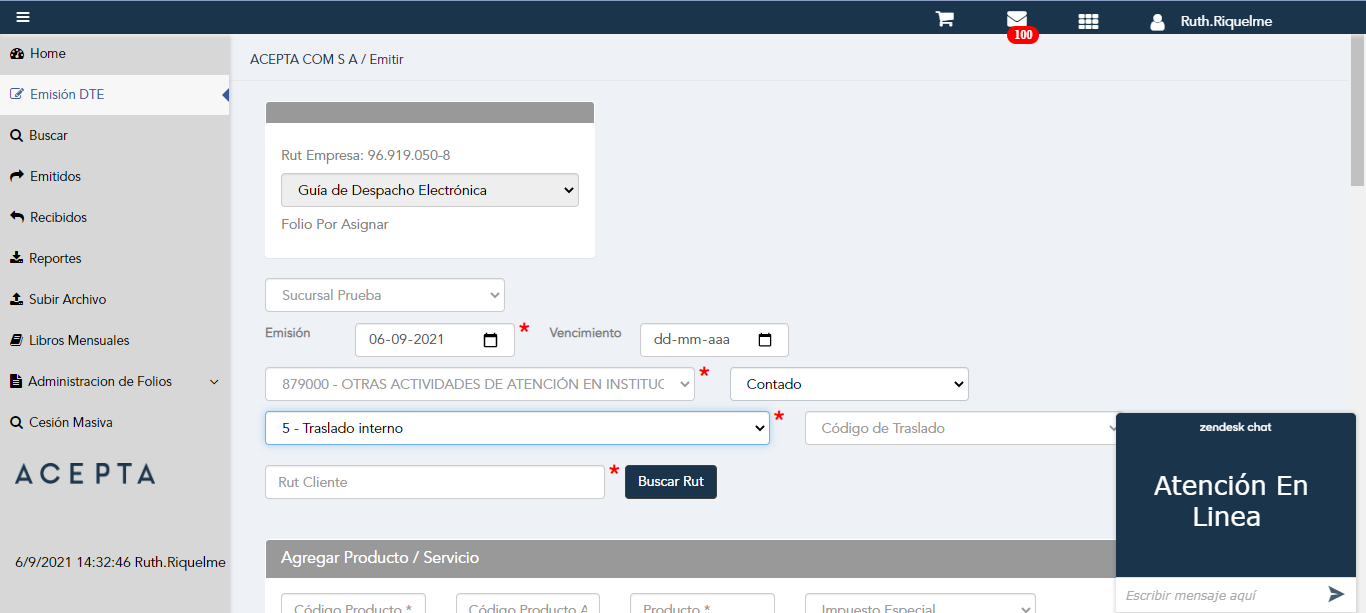 100
Ruth.Riquelme
Home
Emisión DTE
Buscar
Emitidos
Recibidos
Reportes
Subir Archivo
Libros Mensuales
Administracion de Folios
Cesión Masiva
ACEPTA
6/9/2021 14:32:46 Ruth.Riquelme
ACEPTA COM S A / Emitir
Rut Empresa: 96.919.050-8
Guía de Despacho Electrónica
Folio Por Asignar
Sucursal Prueba
Emisión 06-09-2021 * Vencimiento dd-mm-aaa
879000 - OTRAS ACTIVIDADES DE ATENCIÓN EN INSTITUC * Contado
5 - Traslado interno * Código de Traslado
Rut Cliente * Buscar Rut
Agregar Producto / Servicio
Código Producto * Código Producto A Producto * Impuesto Especial
zendesk chat
Atención En
Linea
Escribir mensaje aquí